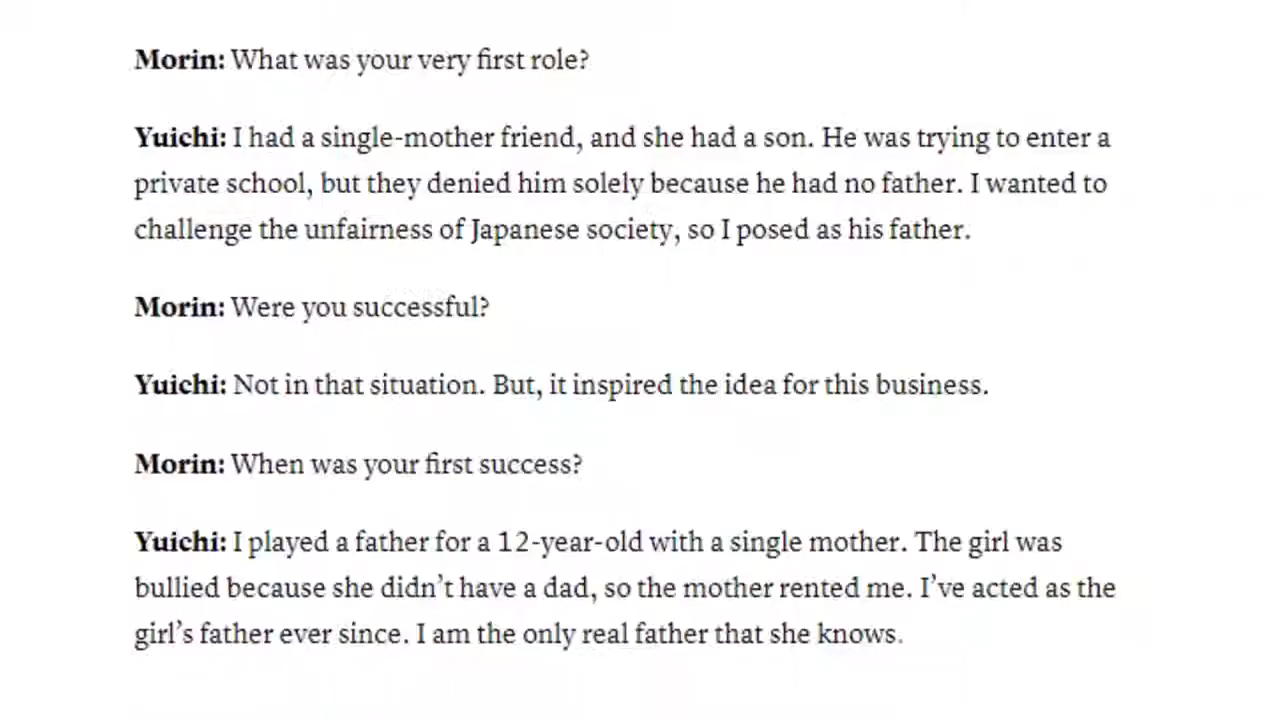 Morin: What was your very first role?
Yuichi: I had a single-mother friend, and she had a son. He was trying to enter a
private school, but they denied him solely because he had no father. I wanted to
challenge the unfairness of Japanese society, so I posed as his father.
Morin: Were you successful?
Yuichi: Not in that situation. But, it inspired the idea for this business.
Morin: When was your first success?
Yuichi: I played a father for a 12-year-old with a single mother. The girl was
bullied because she didn’t have a dad, so the mother rented me. I’ve acted as the
girl’s father ever since. I am the only real father that she knows.